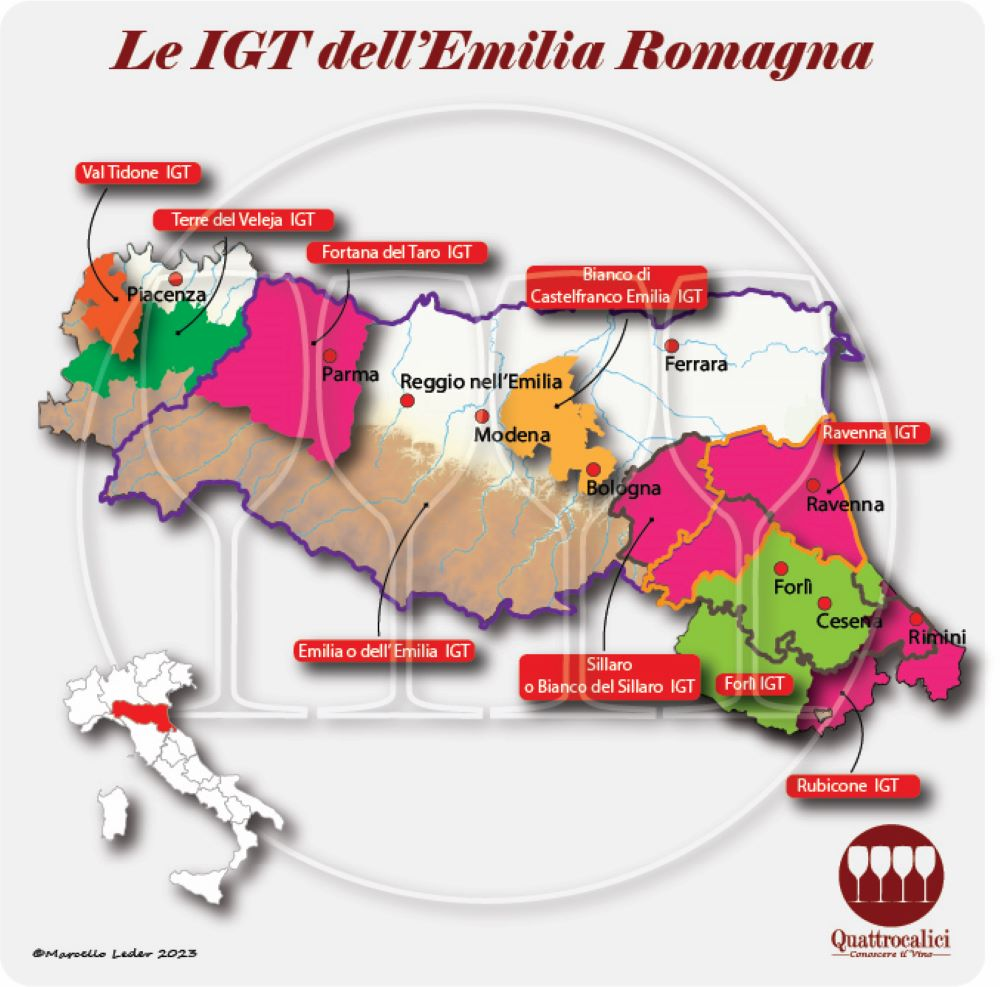 Le IGT dell'Emilia Romagna
Val Tidone IGT
Terre del Veleja IGT
Fortana del Taro IGT
Bianco di
Castelfranco Emilia IGT
Piacenza
Parma
Reggio nell'Emilia
Modena
Ferrara
Bologna
Ravenna IGT
Ravenna
Forlì
Cesena
Rimini
Emilia o dell' Emilia IGT
Sillaro
o Bianco del Sillaro IGT
Forlì IGT
Rubicone IGT
Quattrocalici
Conoscere il Vino
©Marcello Leder 2023